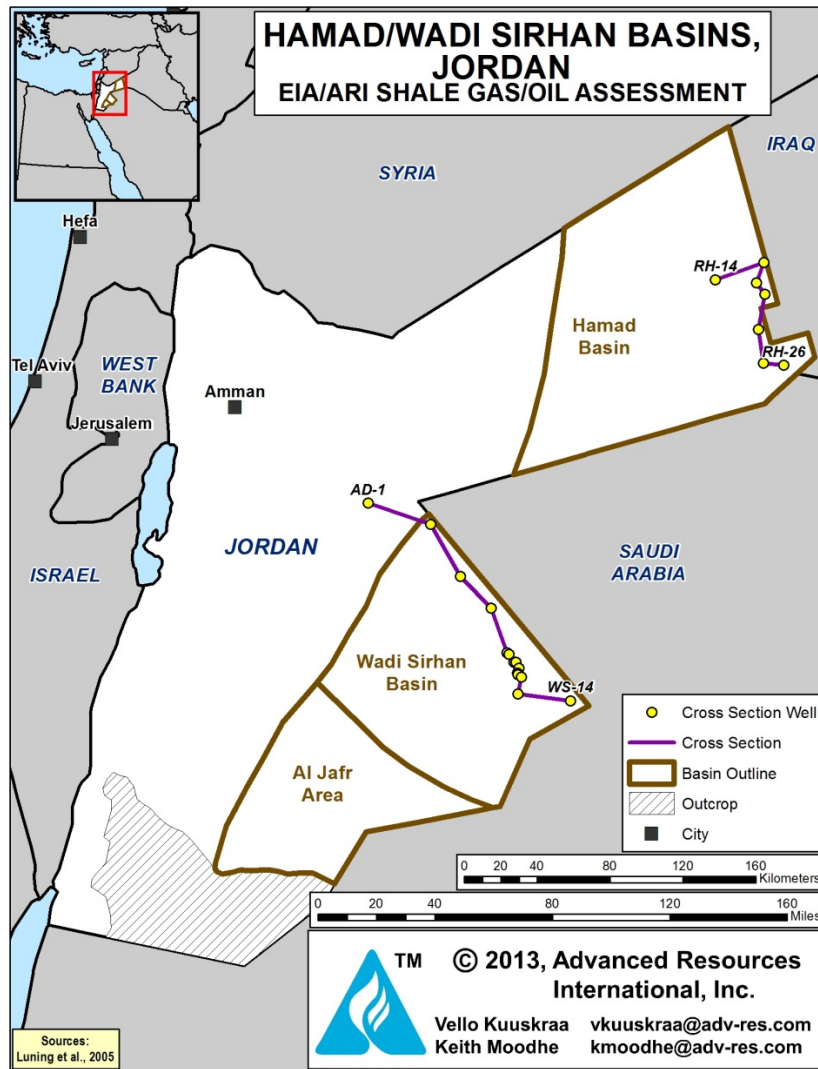 HAMAD/WADI SIRHAN BASINS,
JORDAN
EIA/ARI SHALE GAS/OIL ASSESSMENT
IRAQ
SYRIA
Hefa
RH-14
Hamad
Basin
RH-26
Tel Aviv
WEST
BANK
Amman
Jerusalem
AD-1
JORDAN
SAUDI
ARABIA
ISRAEL
Wadi Sirhan
Basin
WS-14
Al Jafr
Area
Cross Section Well
Cross Section
Basin Outline
Outcrop
City
0 20 40 80 120 160
Kilometers
0 20 40 80 120 160
Miles
TM
© 2013, Advanced Resources
International, Inc.
Vello Kuuskraa vkuuskraa@adv-res.com
Keith Moodhe kmoodhe@adv-res.com
Sources:
Luning et al., 2005